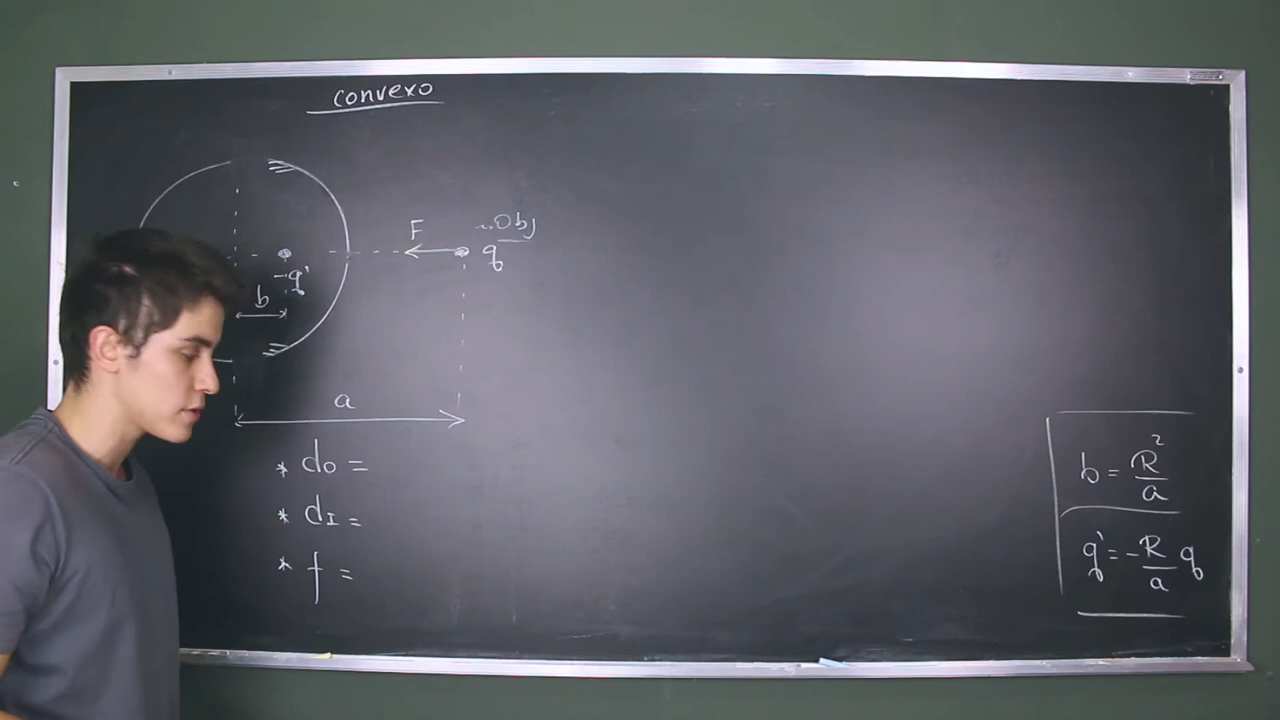 convexo
Obj
F
q
-q'
b
a
* do =
* dI =
* f =
b = R²/a
q' = - R/a q